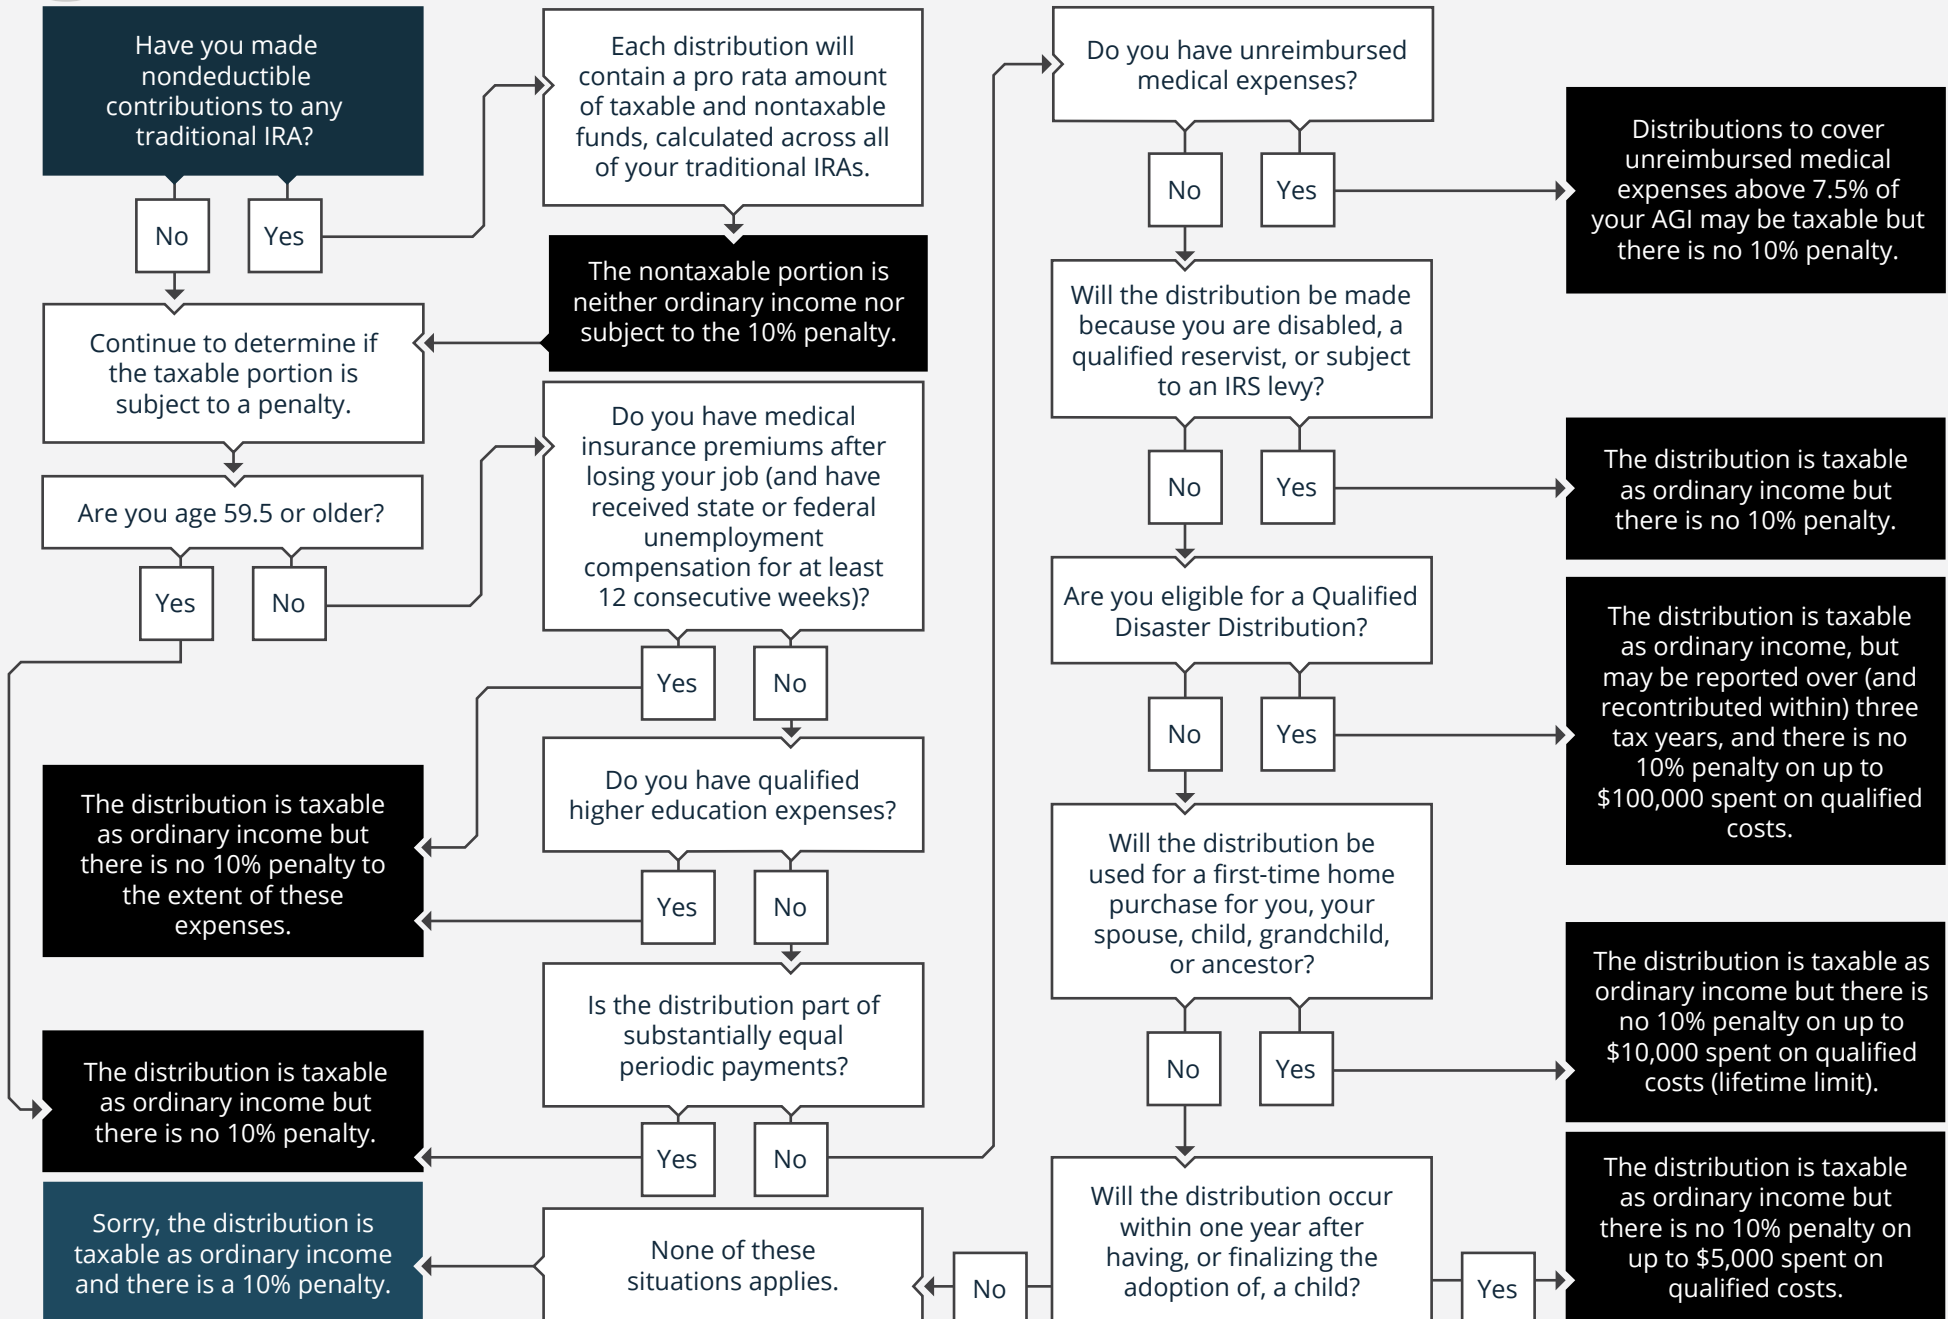 Have you made
nondeductible
contributions to any
traditional IRA?
No
Yes
Each distribution will
contain a pro rata amount
of taxable and nontaxable
funds, calculated across all
of your traditional IRAs.
The nontaxable portion is
neither ordinary income nor
subject to the 10% penalty.
Continue to determine if
the taxable portion is
subject to a penalty.
Are you age 59.5 or older?
Yes
No
Do you have medical
insurance premiums after
losing your job (and have
received state or federal
unemployment
compensation for at least
12 consecutive weeks)?
Yes
No
Do you have qualified
higher education expenses?
Yes
No
The distribution is taxable
as ordinary income but
there is no 10% penalty to
the extent of these
expenses.
Is the distribution part of
substantially equal
periodic payments?
Yes
No
The distribution is taxable
as ordinary income but
there is no 10% penalty.
Do you have unreimbursed
medical expenses?
No
Yes
Distributions to cover
unreimbursed medical
expenses above 7.5% of
your AGI may be taxable but
there is no 10% penalty.
Will the distribution be made
because you are disabled, a
qualified reservist, or subject
to an IRS levy?
No
Yes
The distribution is taxable
as ordinary income but
there is no 10% penalty.
Are you eligible for a Qualified
Disaster Distribution?
No
Yes
The distribution is taxable
as ordinary income, but
may be reported over (and
recontributed within) three
tax years, and there is no
10% penalty on up to
$100,000 spent on qualified
costs.
Will the distribution be
used for a first-time home
purchase for you, your
spouse, child, grandchild,
or ancestor?
No
Yes
The distribution is taxable as
ordinary income but there is
no 10% penalty on up to
$10,000 spent on qualified
costs (lifetime limit).
Will the distribution occur
within one year after
having, or finalizing the
adoption of, a child?
No
Yes
The distribution is taxable
as ordinary income but
there is no 10% penalty on
up to $5,000 spent on
qualified costs.
None of these
situations applies.
Sorry, the distribution is
taxable as ordinary income
and there is a 10% penalty.